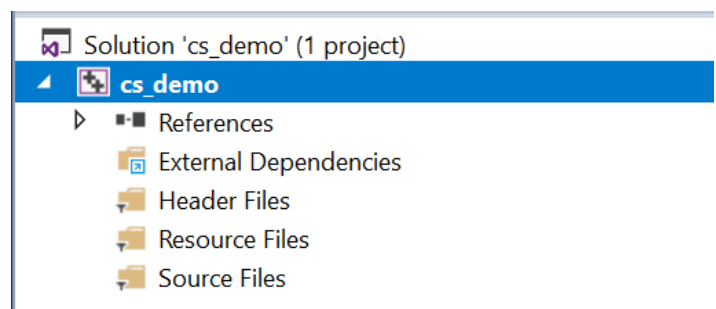 Solution 'cs_demo' (1 project)
cs_demo
References
External Dependencies
Header Files
Resource Files
Source Files